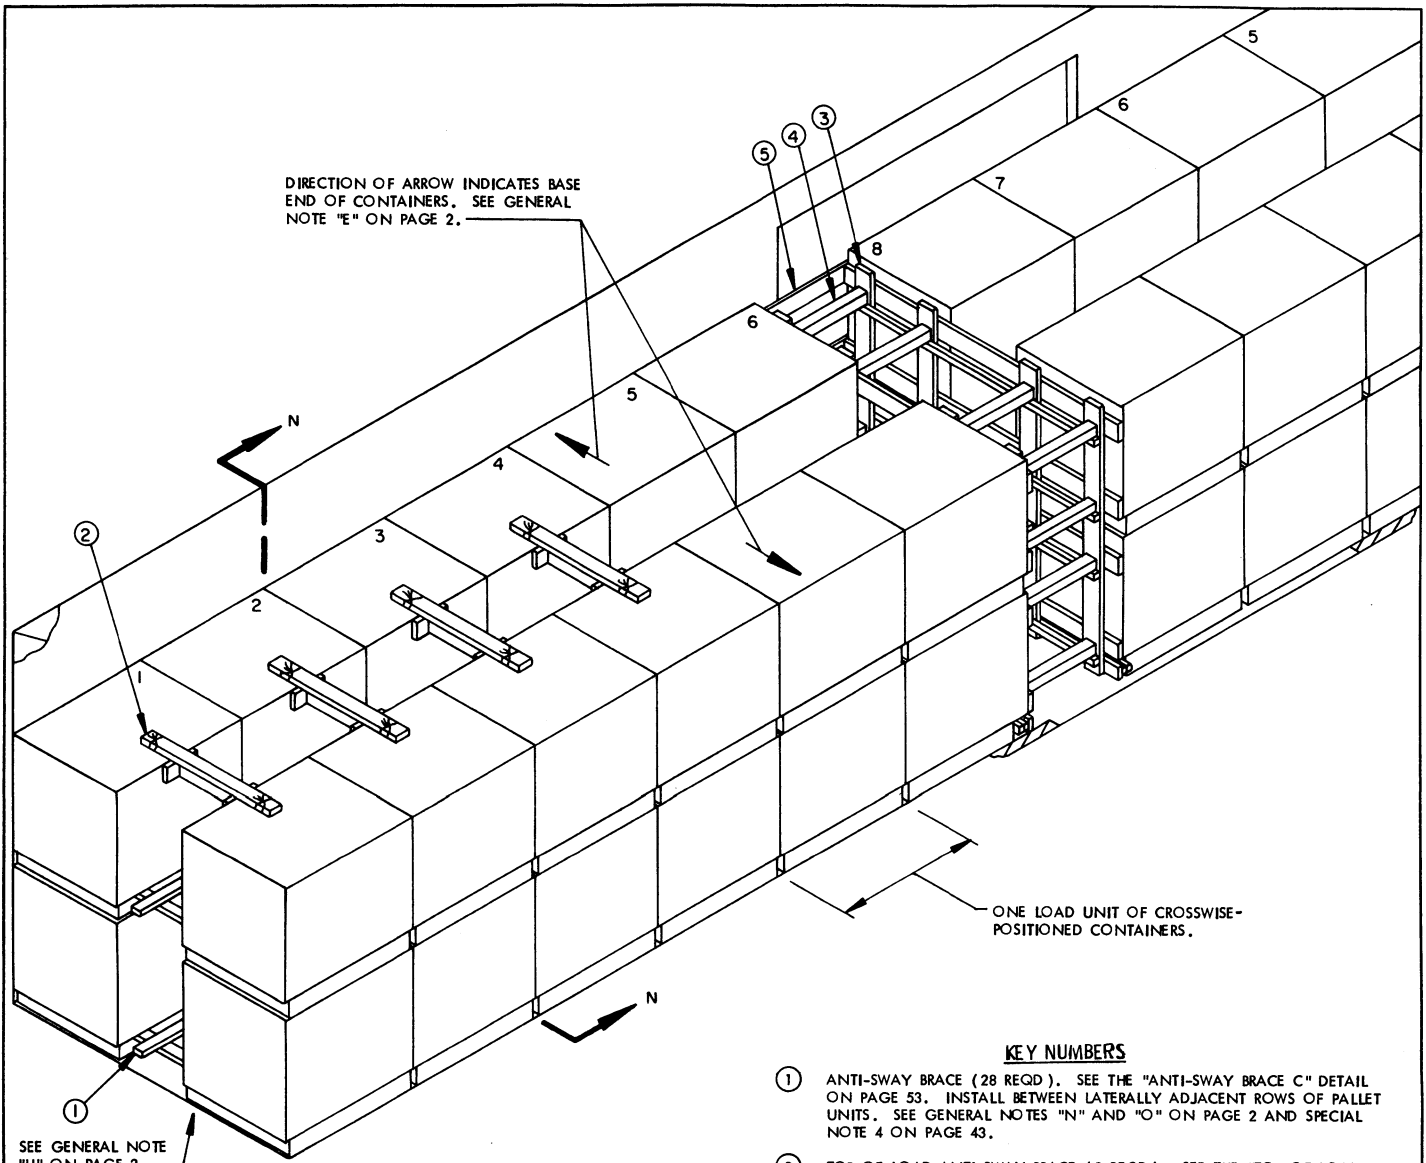 5
6
3
4
5
7
DIRECTION OF ARROW INDICATES BASE
END OF CONTAINERS. SEE GENERAL
NOTE "E" ON PAGE 2.
8
6
5
N
4
2
3
2
1
ONE LOAD UNIT OF CROSSWISE-
POSITIONED CONTAINERS.
N
KEY NUMBERS
1 ANTI-SWAY BRACE (28 REQD). SEE THE "ANTI-SWAY BRACE C" DETAIL
ON PAGE 53. INSTALL BETWEEN LATERALLY ADJACENT ROWS OF PALLET
UNITS. SEE GENERAL NOTES "N" AND "O" ON PAGE 2 AND SPECIAL
NOTE 4 ON PAGE 43.
1
SEE GENERAL NOTE